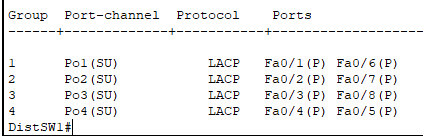 Group  Port-channel  Protocol    Ports
------+-------------+-----------+----------------------
1      Po1(SU)           LACP   Fa0/1(P) Fa0/6(P)
2      Po2(SU)           LACP   Fa0/2(P) Fa0/7(P)
3      Po3(SU)           LACP   Fa0/3(P) Fa0/8(P)
4      Po4(SU)           LACP   Fa0/4(P) Fa0/5(P)
DistSW1#